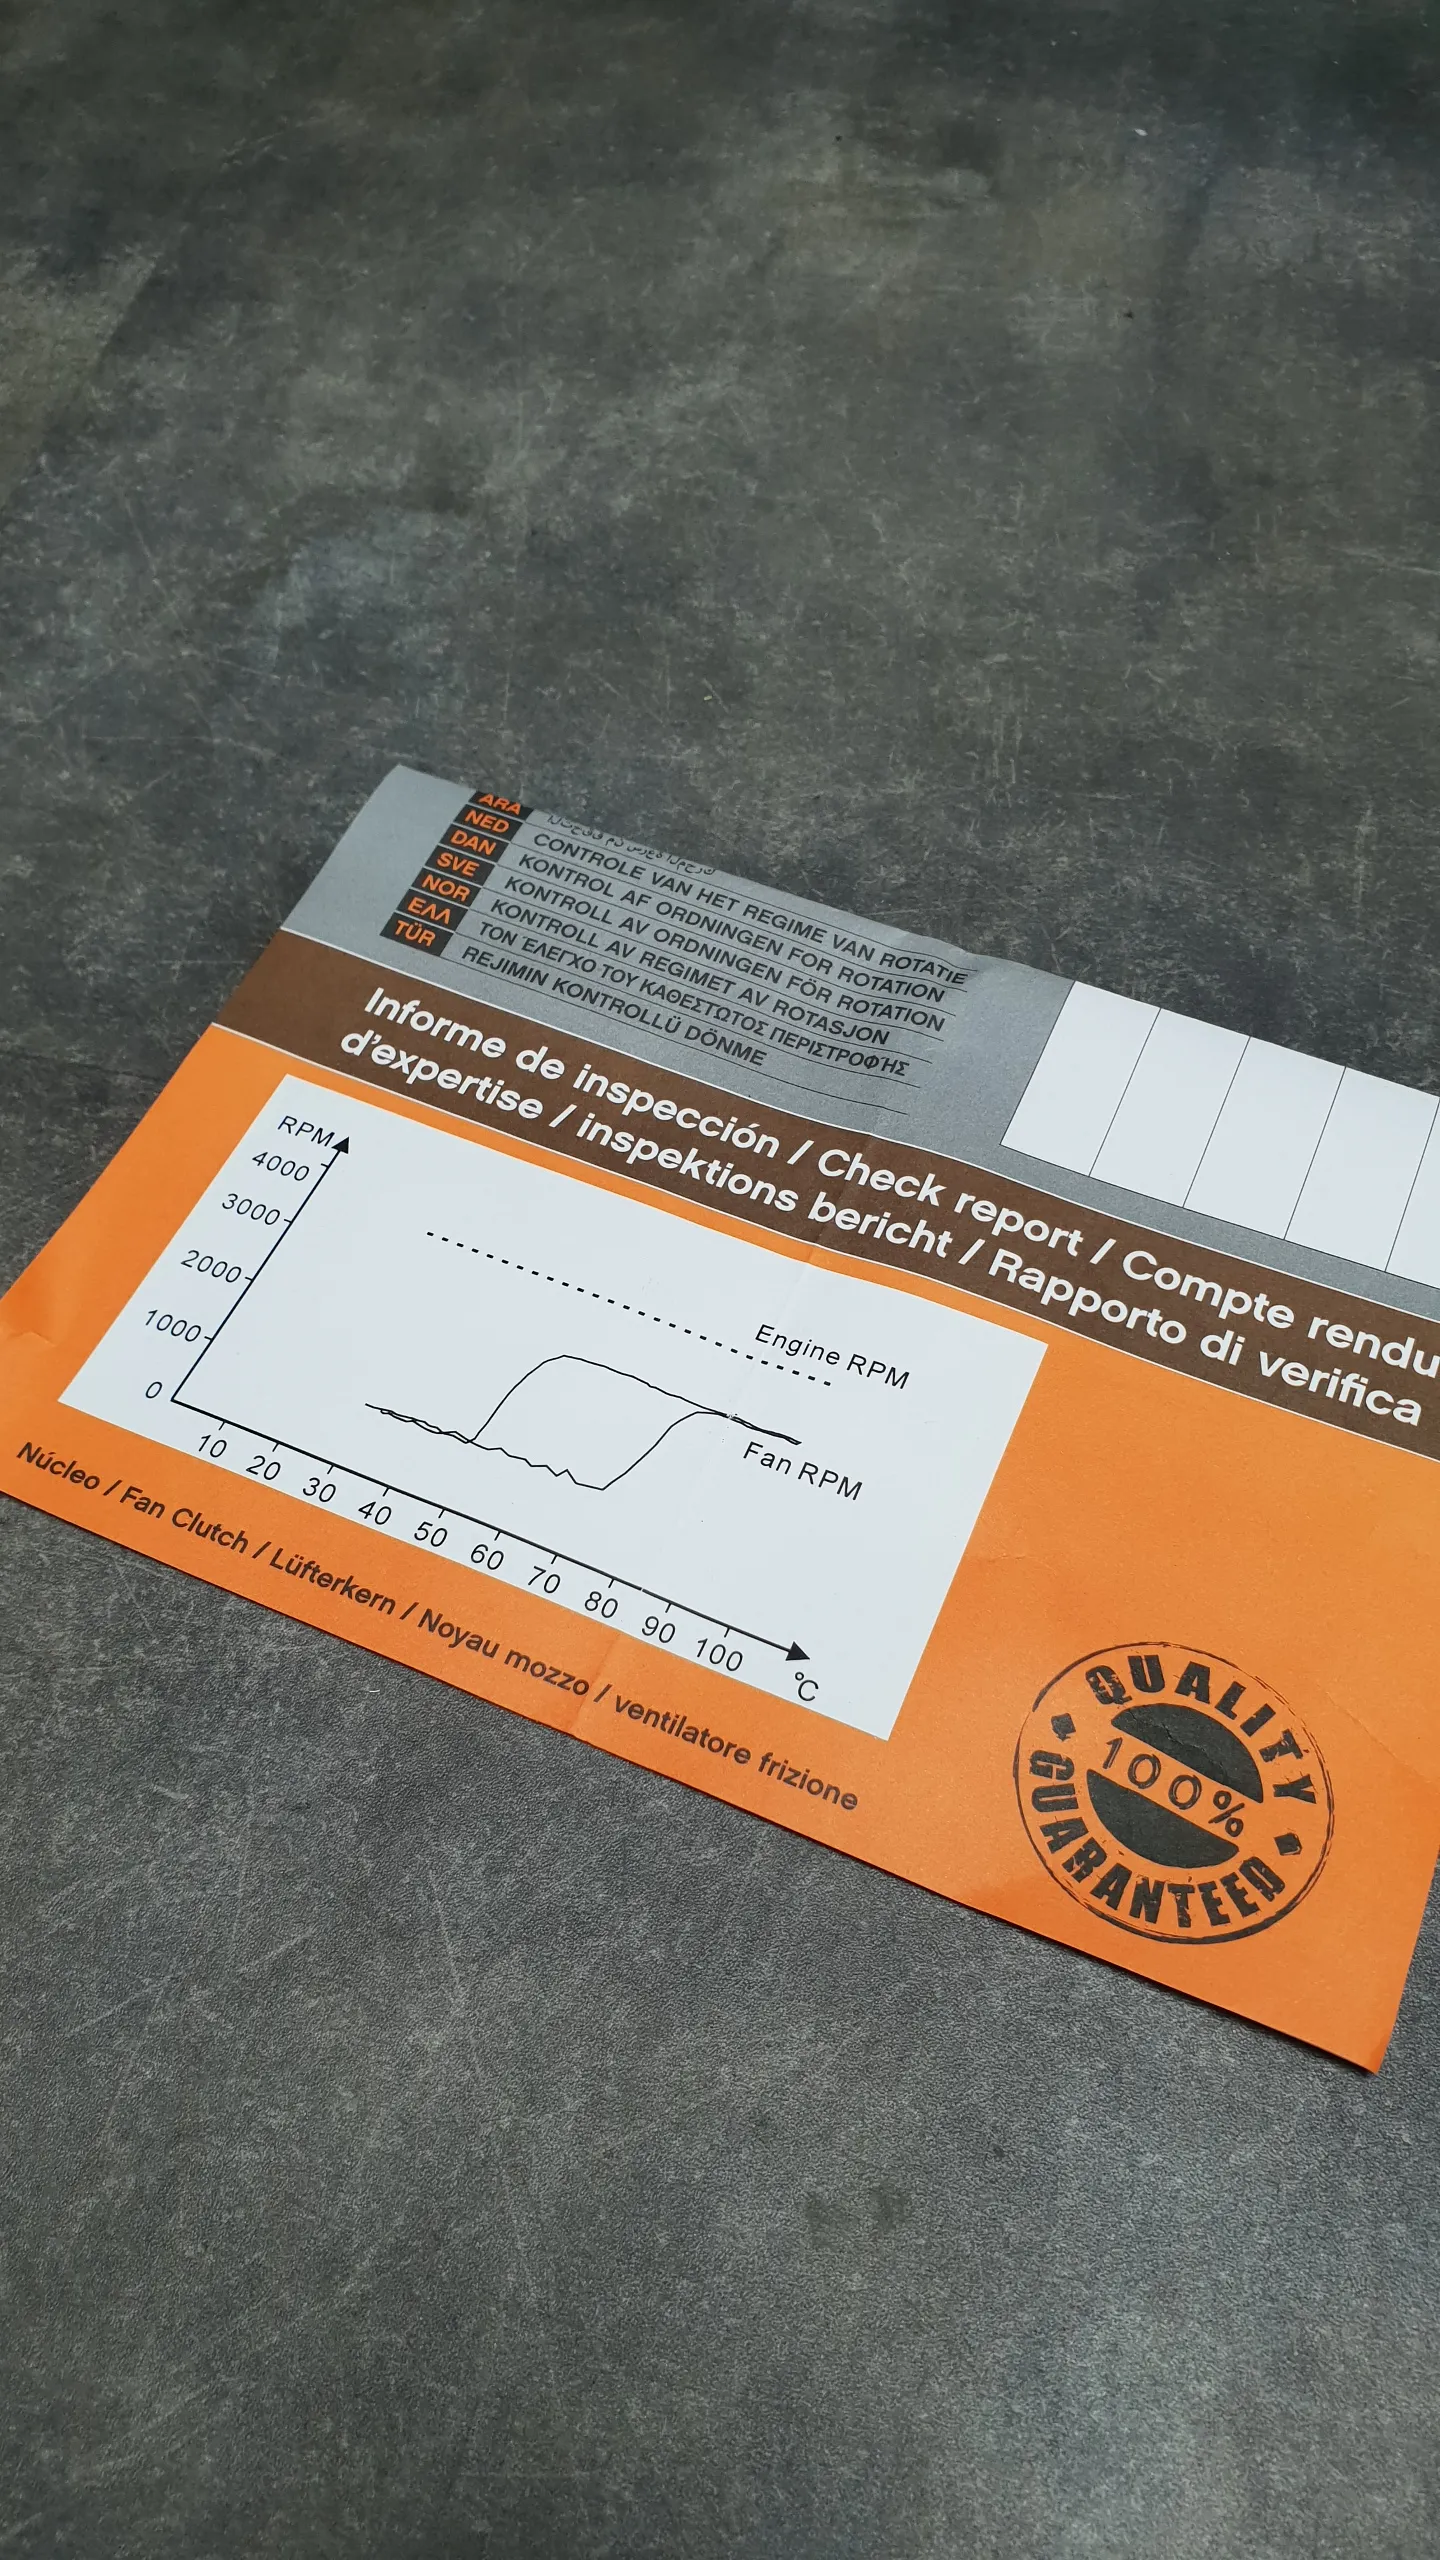 ARA
NED CONTROLE VAN HET REGIME VAN ROTATIE
DAN KONTROL AF ORDNINGEN FOR ROTATION
SVE KONTROLL AV ORDNINGEN FÖR ROTATION
NOR KONTROLL AV REGIMET AV ROTASJON
ΕΛΛ ΤΟΝ ΕΛΕΓΧΟ ΤΟΥ ΚΑΘΕΣΤΩΤΟΣ ΠΕΡΙΣΤΡΟΦΉΣ
TÜR REJIMIN KONTROLLÜ DÖNME
Informe de inspección / Check report / Compte rendu
d'expertise / inspektions bericht / Rapporto di verifica
RPM
4000
3000
2000
1000
0
Engine RPM
Fan RPM
10 20 30 40 50 60 70 80 90 100
°C
Núcleo / Fan Clutch / Lüfterkern / Noyau mozzo / ventilatore frizione
QUALITY
100%
GUARANTEED